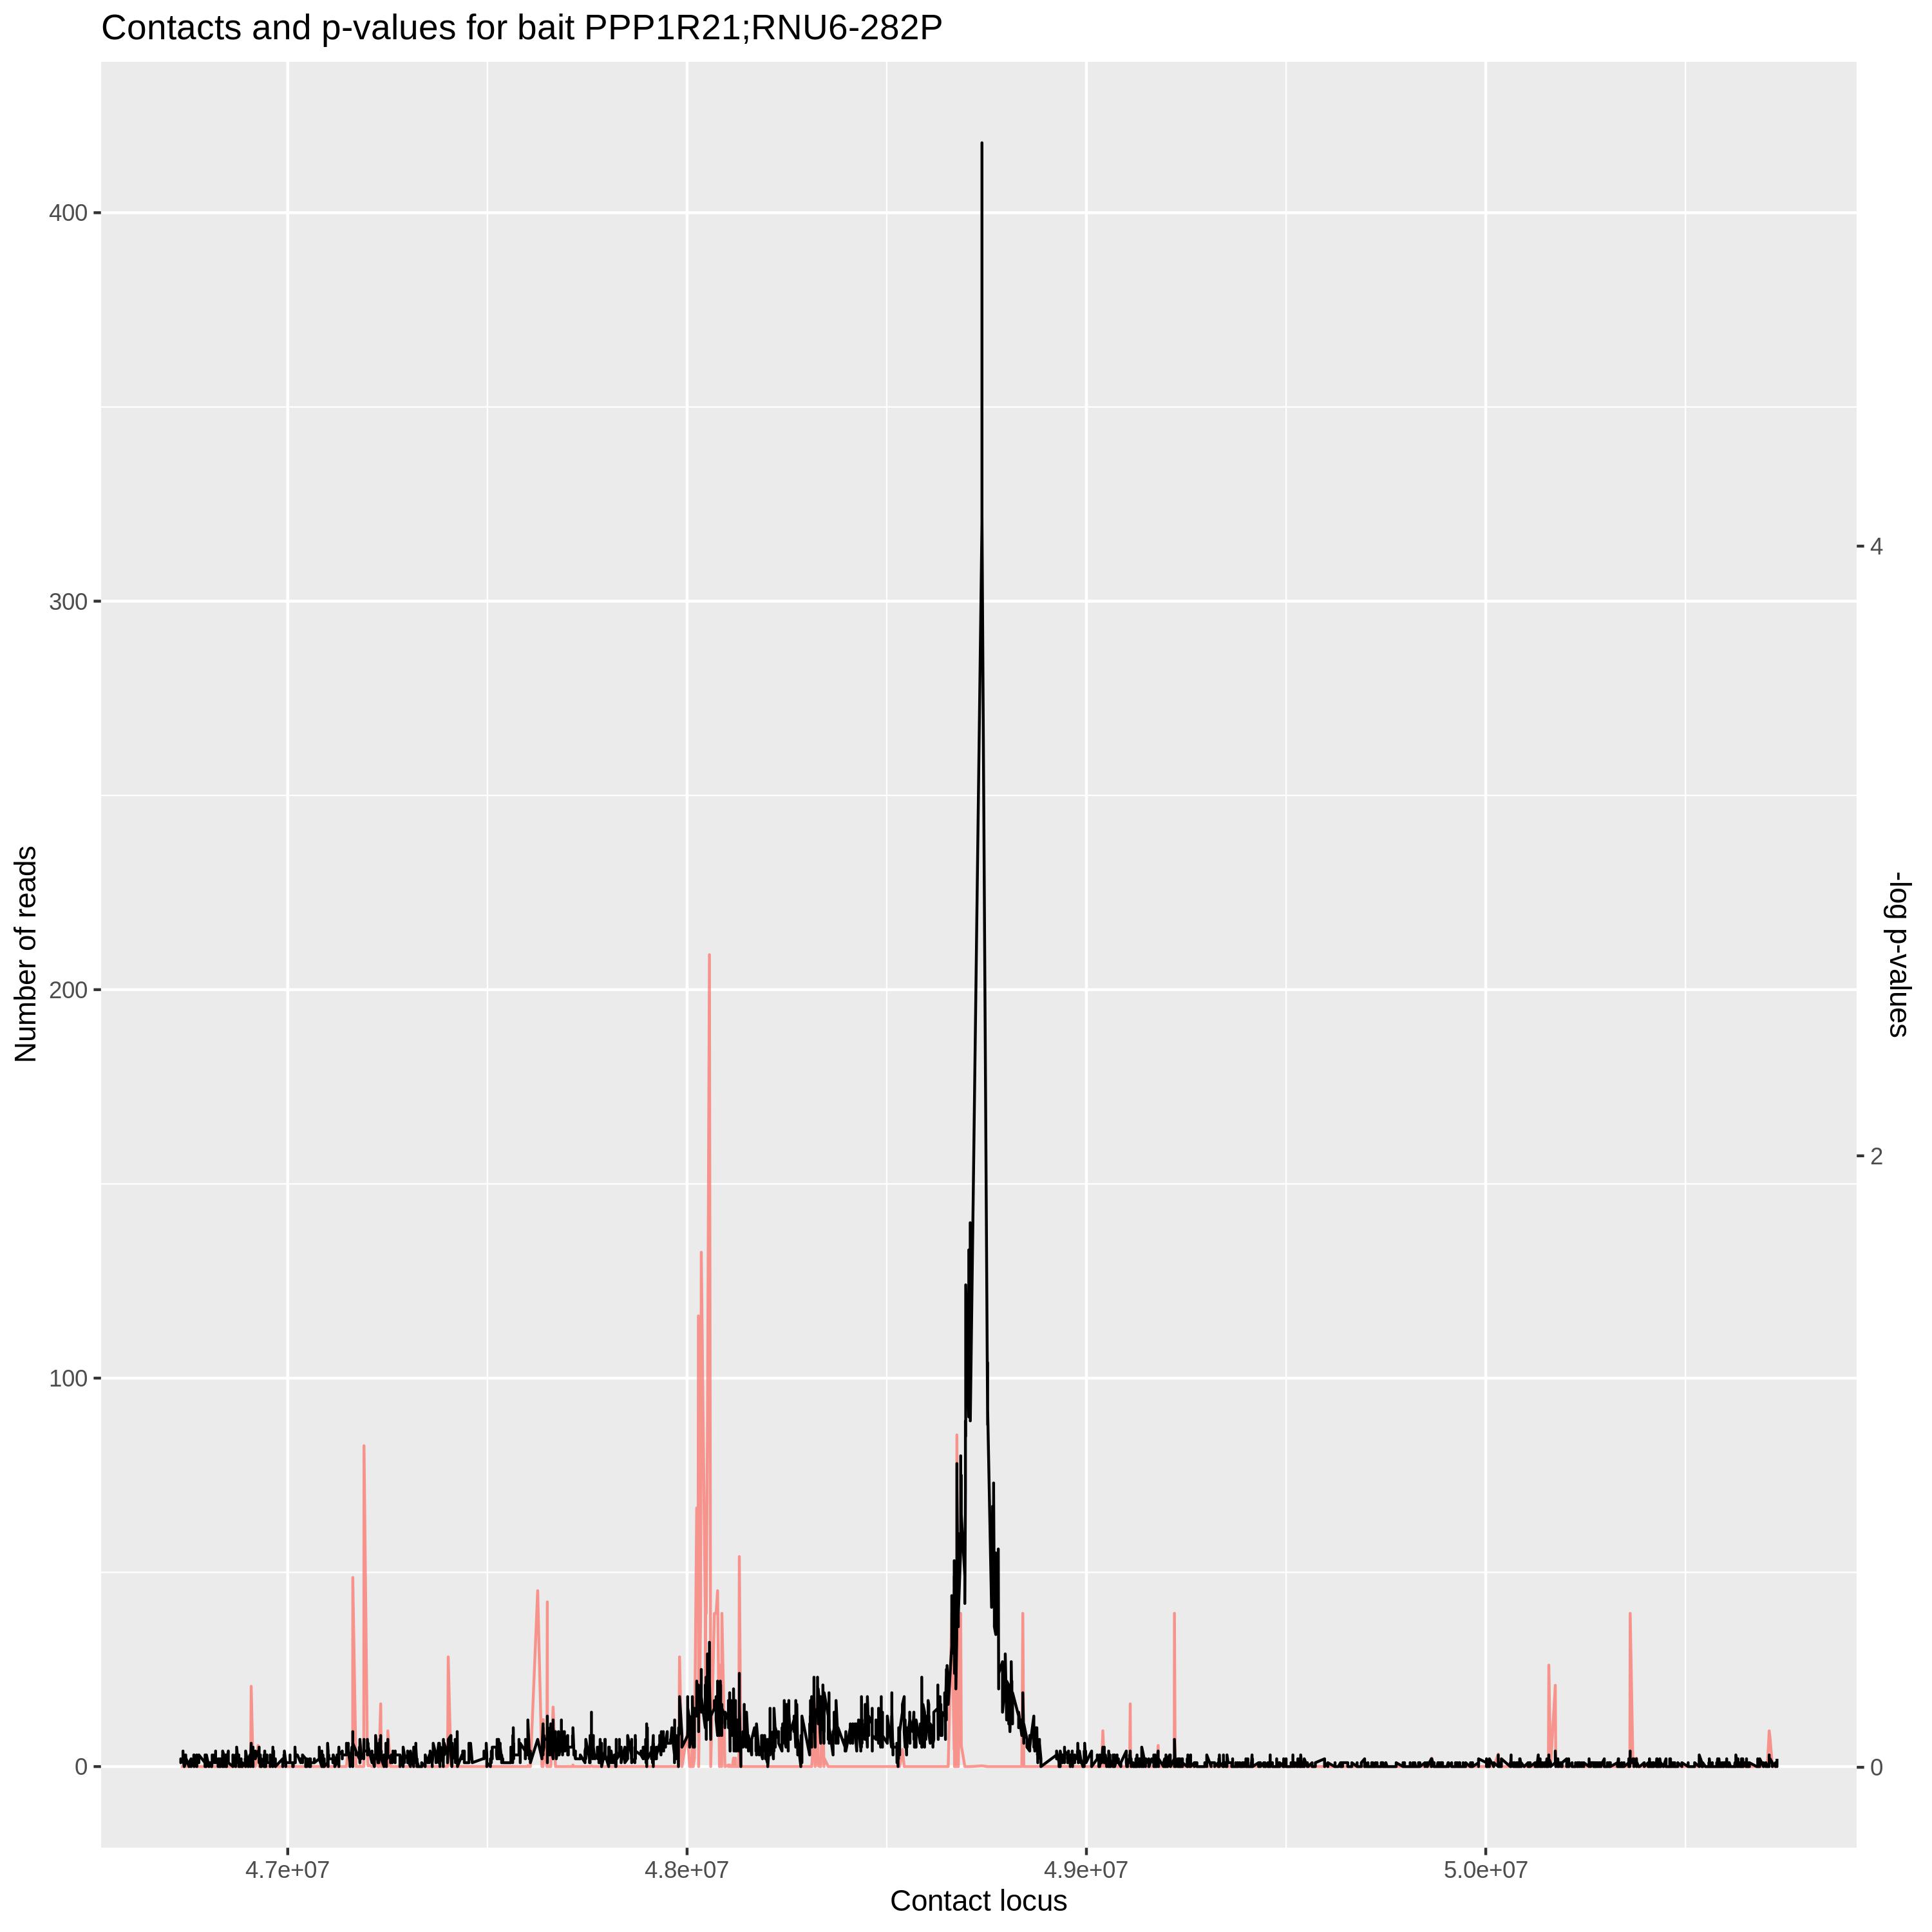 Contacts and p-values for bait PPP1R21;RNU6-282P
Number of reads
400
300
200
100
0
4
2
0
-log p-values
4.7e+07
4.8e+07
4.9e+07
5.0e+07
Contact locus